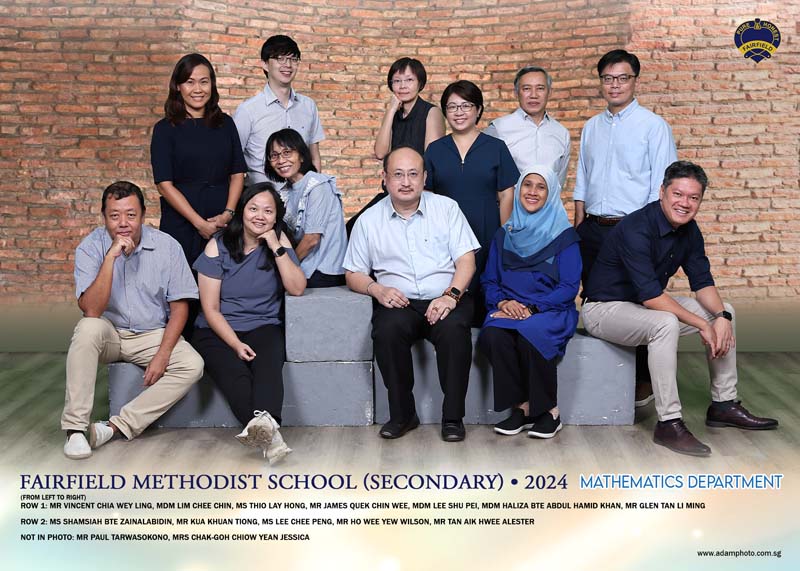 PURE HONEST
FAIRFIELD
FAIRFIELD METHODIST SCHOOL (SECONDARY) • 2024 MATHEMATICS DEPARTMENT
(FROM LEFT TO RIGHT)
ROW 1: MR VINCENT CHIA WEY LING, MDM LIM CHEE CHIN, MS THIO LAY HONG, MR JAMES QUEK CHIN WEE, MDM LEE SHU PEI, MDM HALIZA BTE ABDUL HAMID KHAN, MR GLEN TAN LI MING
ROW 2: MS SHAMSIAH BTE ZAINALABIDIN, MR KUA KHUAN TIONG, MS LEE CHEE PENG, MR HO WEE YEW WILSON, MR TAN AIK HWEE ALESTER
NOT IN PHOTO: MR PAUL TARWASOKONO, MRS CHAK-GOH CHIOW YEAN JESSICA
www.adamphoto.com.sg